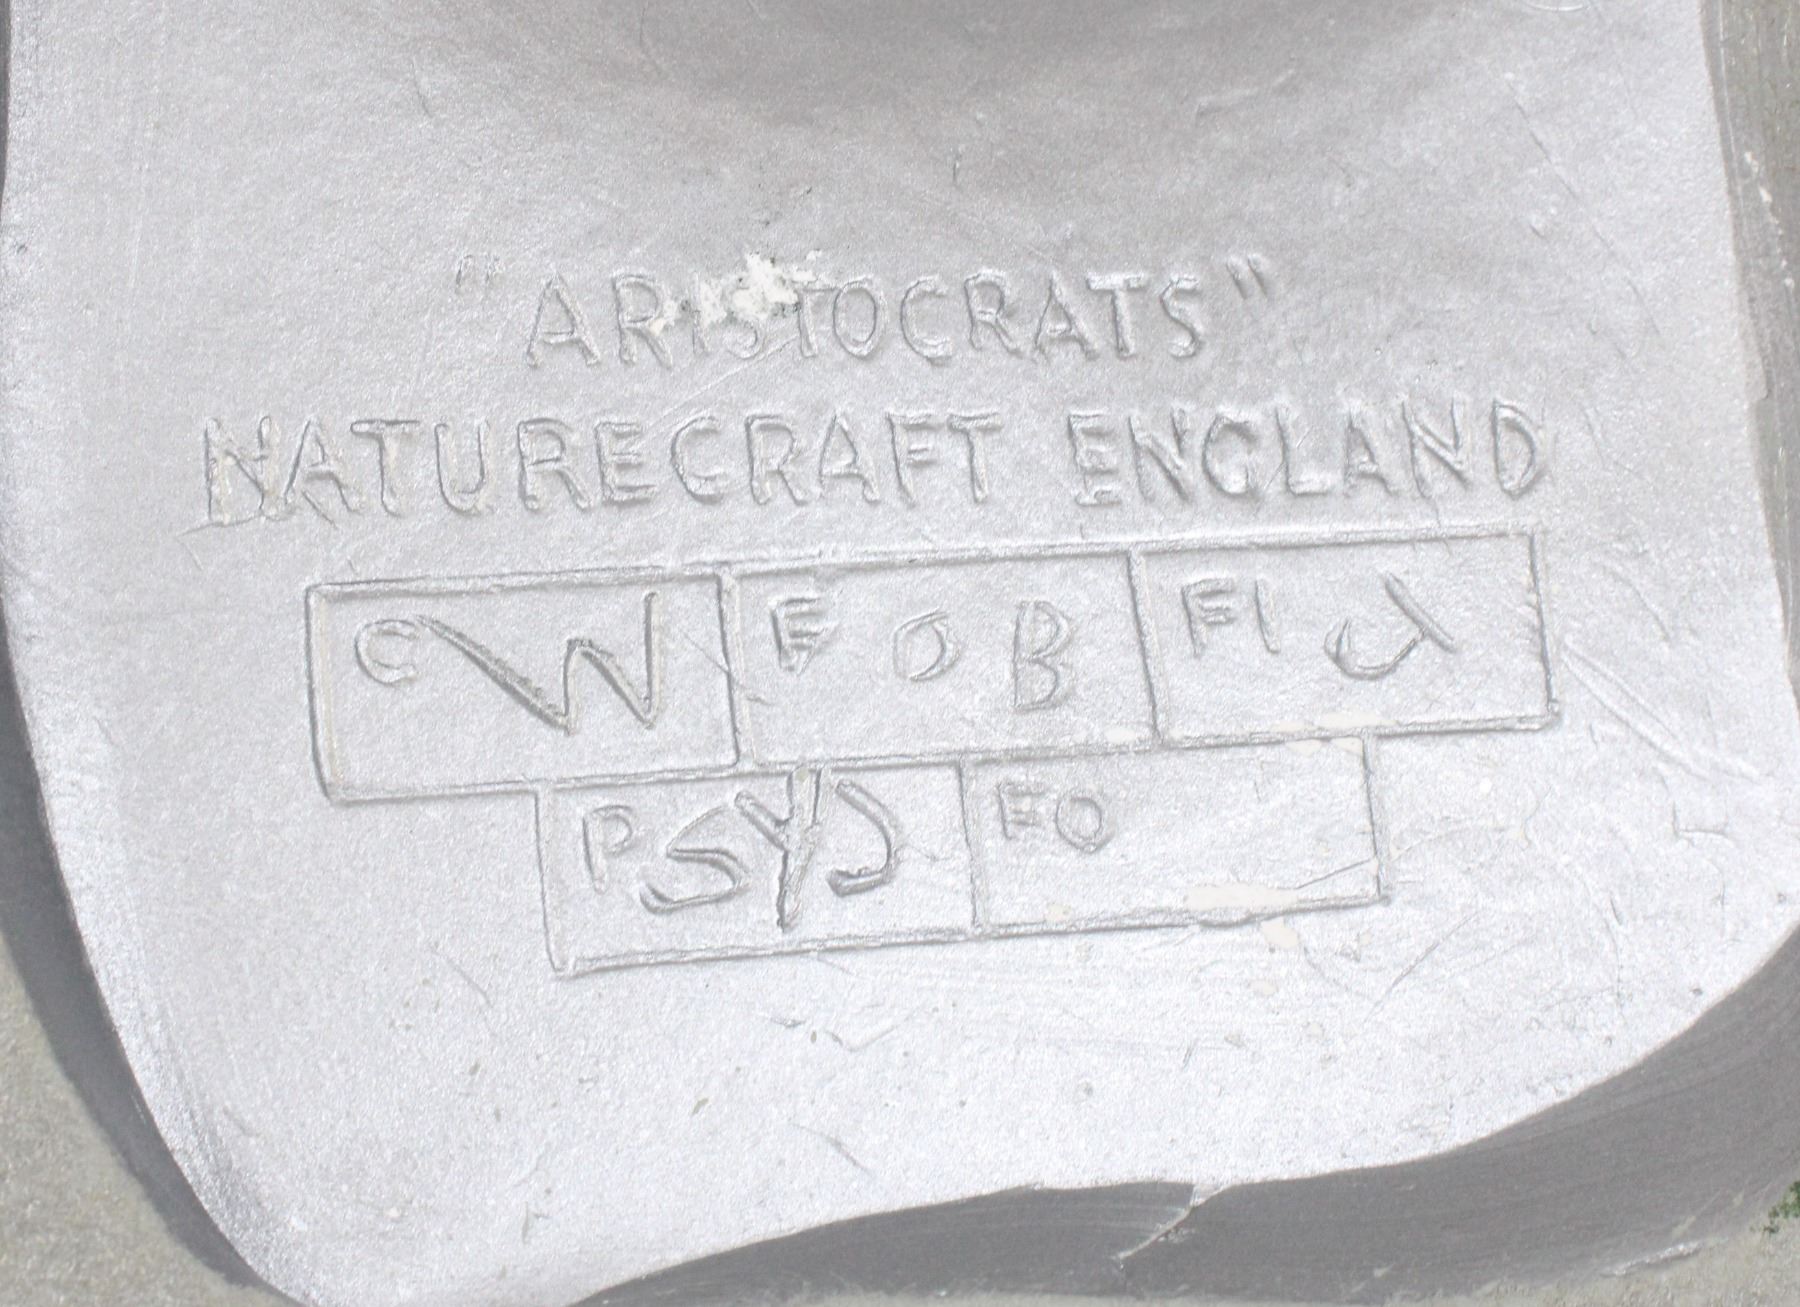 "ARISTOCRATS"
NATURECRAFT ENGLAND
C W F O B FI
P FO